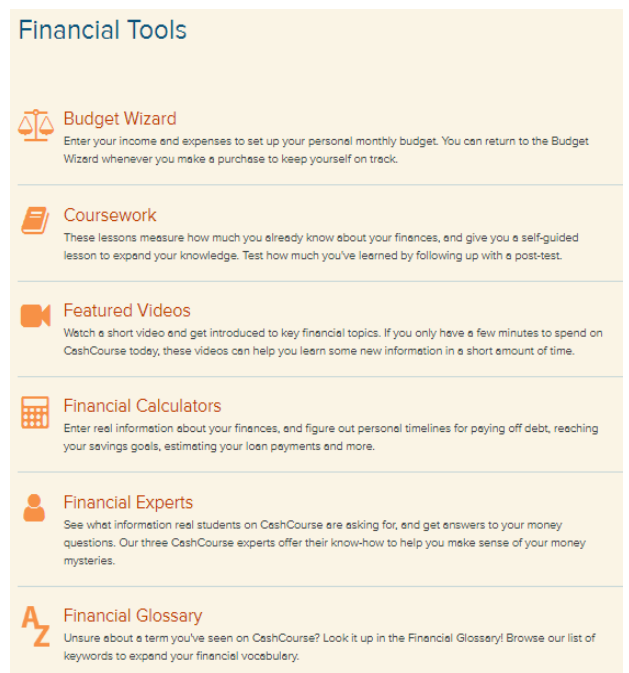 Financial Tools
Budget Wizard
Enter your income and expenses to set up your personal monthly budget. You can return to the Budget
Wizard whenever you make a purchase to keep yourself on track.
Coursework
These lessons measure how much you already know about your finances, and give you a self-guided
lesson to expand your knowledge. Test how much you've learned by following up with a post-test.
Featured Videos
Watch a short video and get introduced to key financial topics. If you only have a few minutes to spend on
CashCourse today, these videos can help you learn some new information in a short amount of time.
Financial Calculators
Enter real information about your finances, and figure out personal timelines for paying off debt, reaching
your savings goals, estimating your loan payments and more.
Financial Experts
See what information real students on CashCourse are asking for, and get answers to your money
questions. Our three CashCourse experts offer their know-how to help you make sense of your money
mysteries.
A
Z
Financial Glossary
Unsure about a term you've seen on CashCourse? Look it up in the Financial Glossary! Browse our list of
keywords to expand your financial vocabulary.